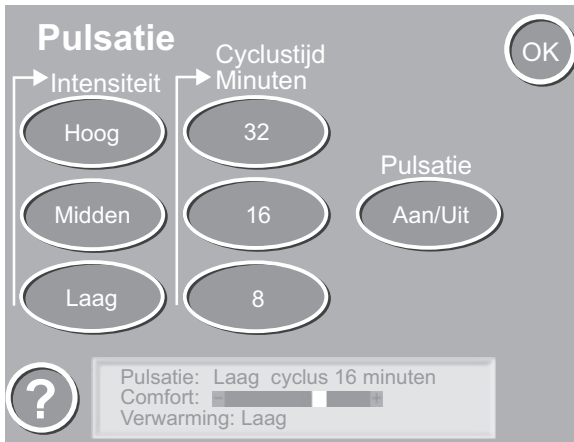 Pulsatie
OK
Intensiteit
Hoog
Midden
Laag
Cyclustijd
Minuten
32
16
8
Pulsatie
Aan/Uit
?
Pulsatie: Laag cyclus 16 minuten
Comfort: - +
Verwarming: Laag